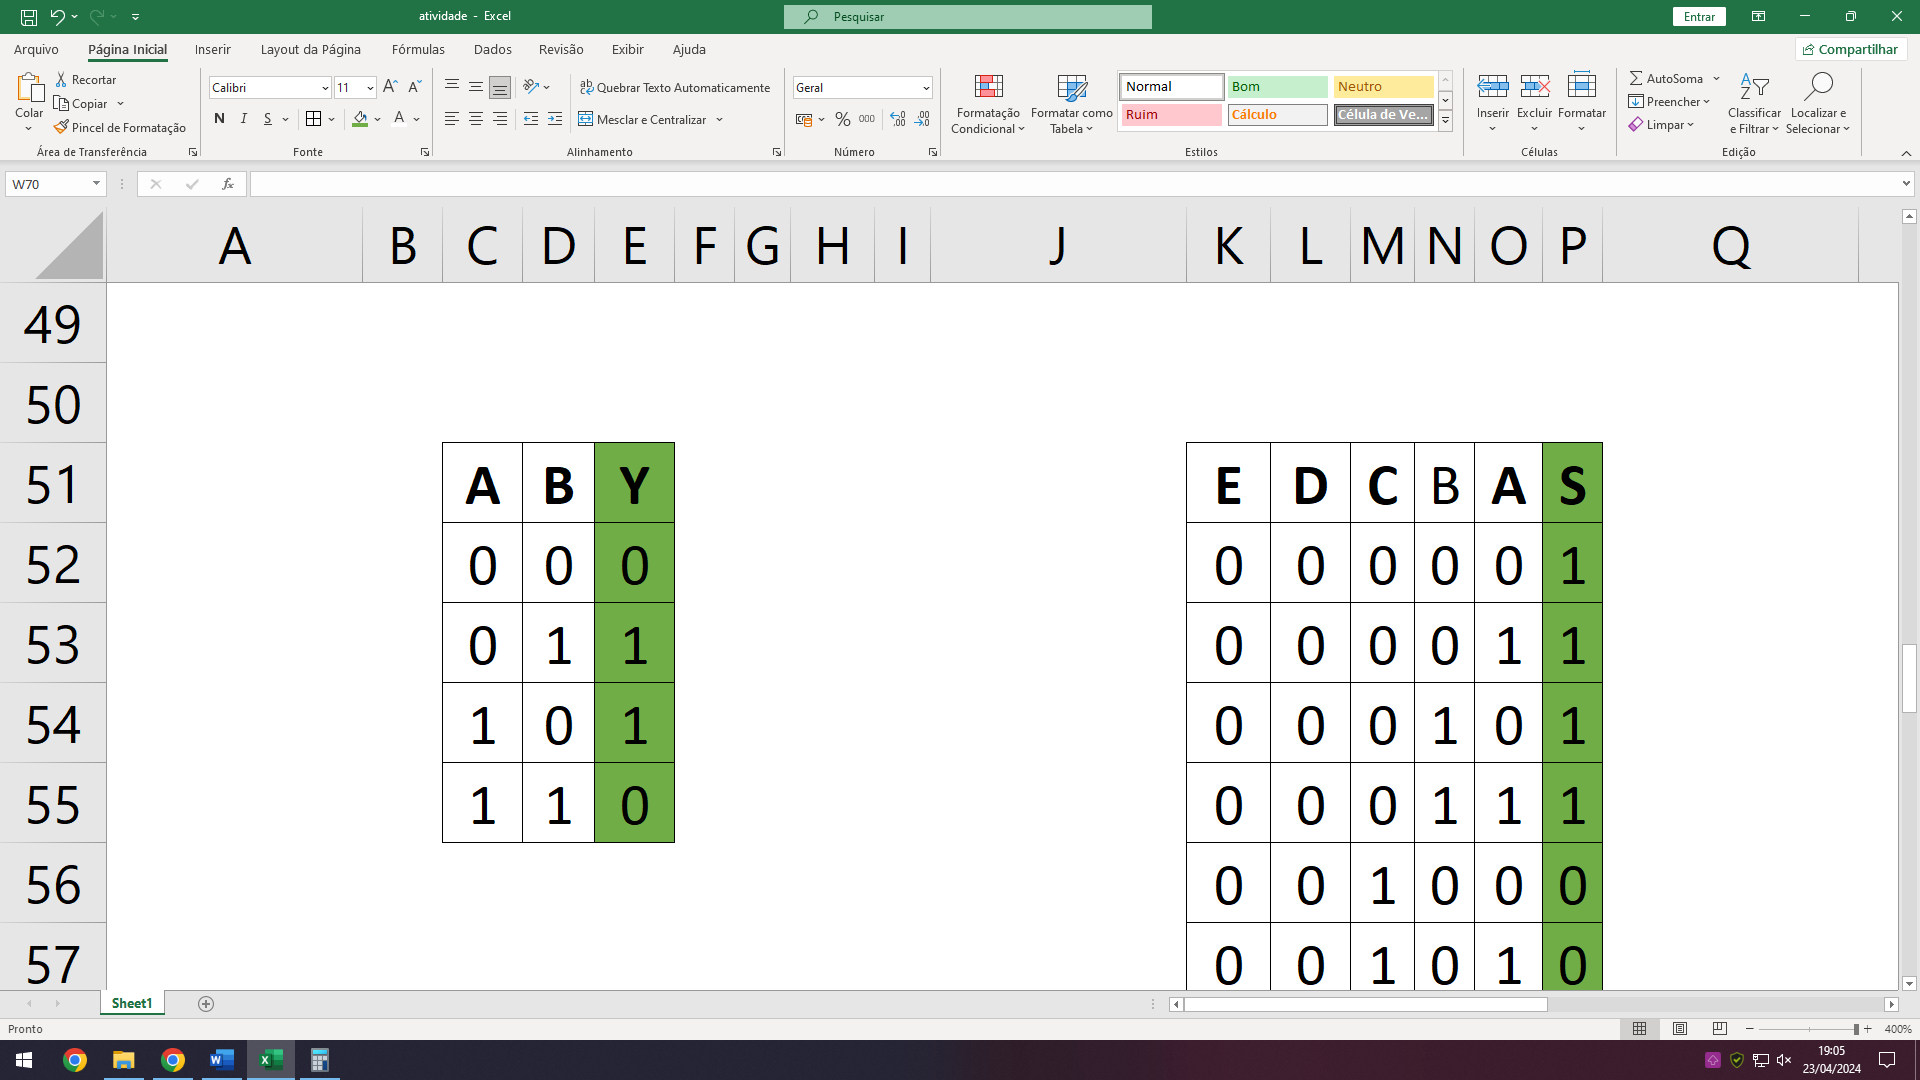 atividade - Excel
Pesquisar
Entrar
Arquivo Página Inicial Inserir Layout da Página Fórmulas Dados Revisão Exibir Ajuda
Compartilhar
Colar
Recortar
Copiar
Pincel de Formatação
Área de Transferência
Calibri 11
N I S A
Fonte
Quebrar Texto Automaticamente
Mesclar e Centralizar
Alinhamento
Geral
% 000
Número
Formatação Condicional
Formatar como Tabela
Normal Bom Neutro
Ruim Cálculo Célula de Ve...
Estilos
Inserir Excluir Formatar
Células
AutoSoma
Preencher
Limpar
Classificar e Filtrar
Localizar e Selecionar
Edição
W70
fx
A B C D E F G H I J K L M N O P Q
49
50
51 A B Y E D C B A S
52 0 0 0 0 0 0 0 0 1
53 0 1 1 0 0 0 0 1 1
54 1 0 1 0 0 0 1 0 1
55 1 1 0 0 0 0 1 1 1
56 0 0 1 0 0 0
57 0 0 1 0 1 0
Sheet1
Pronto
400%
19:05
23/04/2024